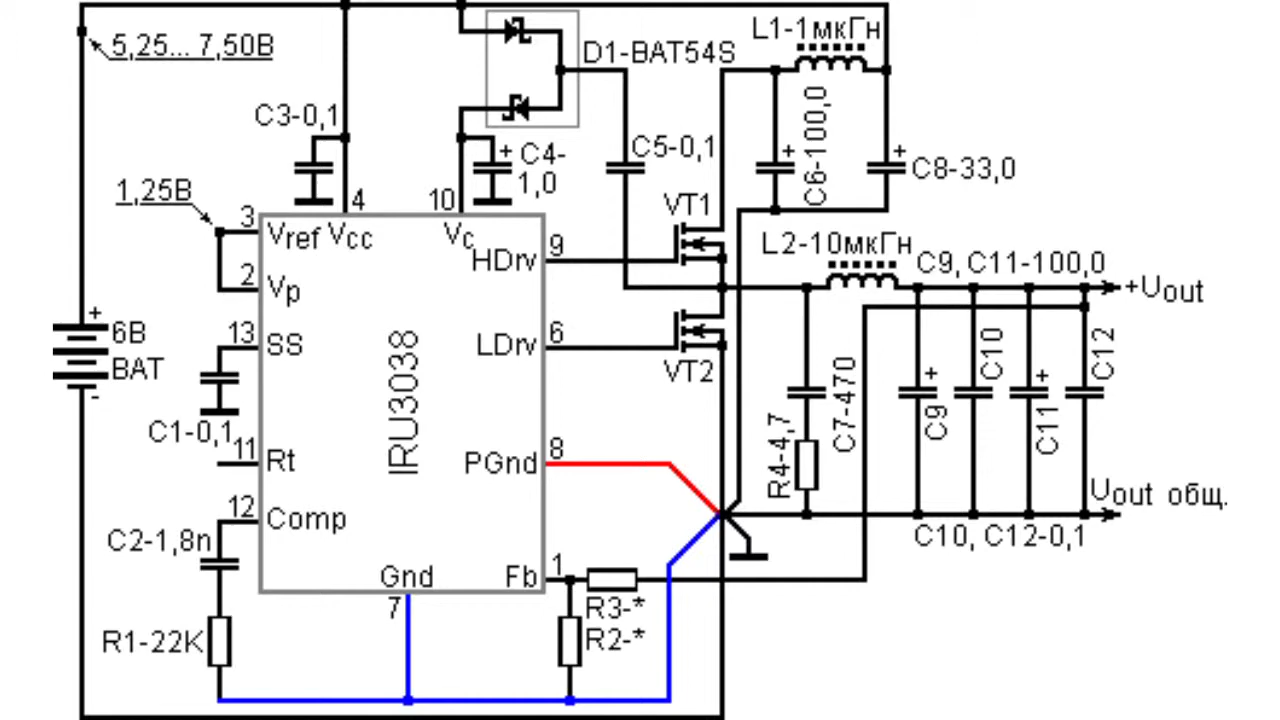 5,25... 7,50В
L1-1мкГн
D1-BAT54S
C3-0,1
C4-
1,0
C5-0,1
C6-100,0
C8-33,0
1,25В
3
4
10
VT1
Vref
Vcc
Vc
HDrv
9
L2-10мкГн
C9, C11-100,0
+Uout
2
Vp
+
6В
BAT
-
13
SS
LDrv
6
VT2
IRU3038
C1-0,1
11
Rt
PGnd
8
R4-4,7
C7-470
+
C9
C10
+
C11
C12
Uout общ.
12
Comp
C2-1,8n
C10, C12-0,1
Gnd
7
Fb
1
R3-*
R2-*
R1-22K
+
+
+